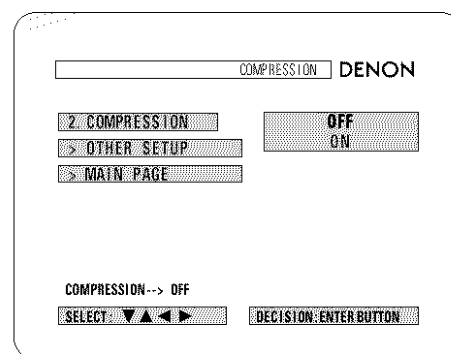 COMPRESSION DENON
2. COMPRESSION
OFF
> OTHER SETUP
ON
> MAIN PAGE
COMPRESSION--> OFF
SELECT: ▼ ▲ ◀ ▶ DECISION:ENTER BUTTON